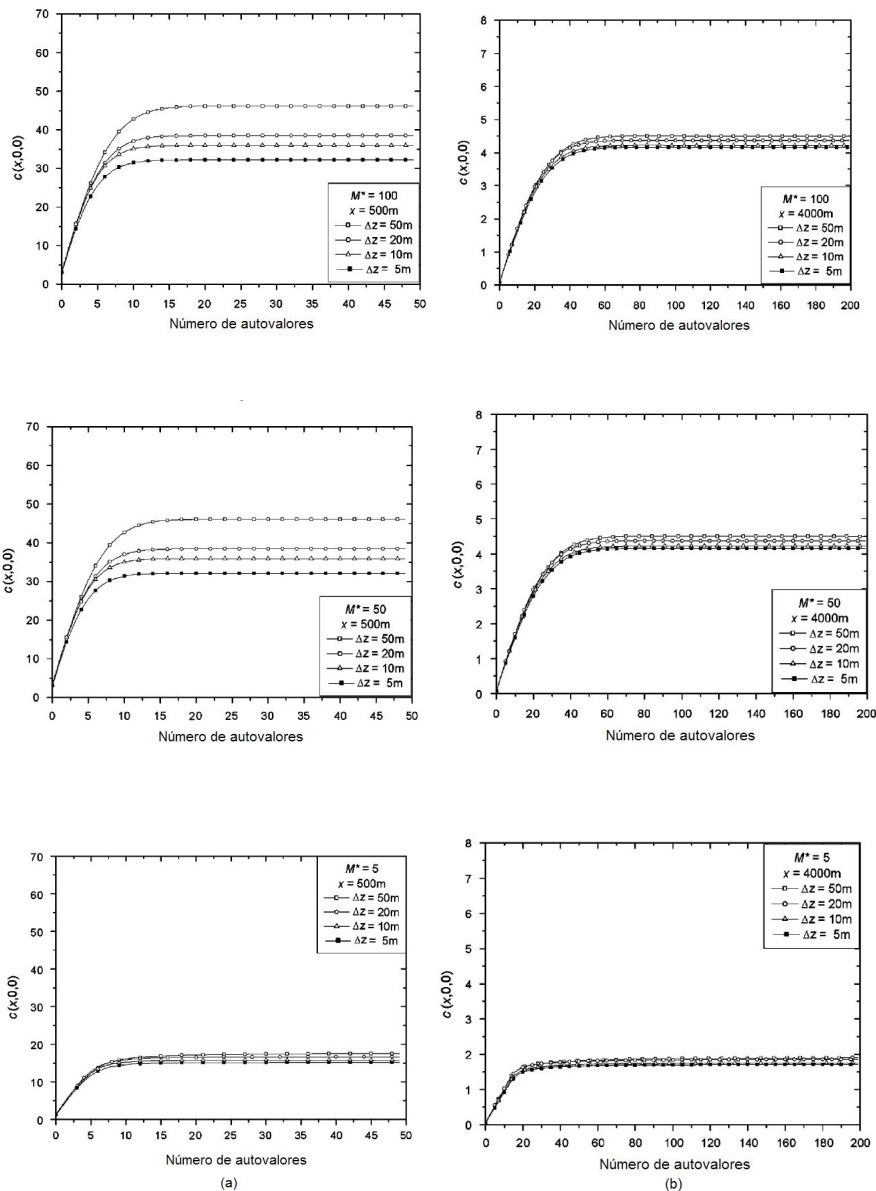 70
60
50
40
30
20
10
0
c (x,0,0)
M* = 100
x = 500m
Δz = 50m
Δz = 20m
Δz = 10m
Δz = 5m
0 5 10 15 20 25 30 35 40 45 50
Número de autovalores
8
7
6
5
4
3
2
1
0
c (x,0,0)
M* = 100
x = 4000m
Δz = 50m
Δz = 20m
Δz = 10m
Δz = 5m
0 20 40 60 80 100 120 140 160 180 200
Número de autovalores
70
60
50
40
30
20
10
0
c (x,0,0)
M* = 50
x = 500m
Δz = 50m
Δz = 20m
Δz = 10m
Δz = 5m
0 5 10 15 20 25 30 35 40 45 50
Número de autovalores
8
7
6
5
4
3
2
1
0
c (x,0,0)
M* = 50
x = 4000m
Δz = 50m
Δz = 20m
Δz = 10m
Δz = 5m
0 20 40 60 80 100 120 140 160 180 200
Número de autovalores
70
60
50
40
30
20
10
0
c (x,0,0)
M* = 5
x = 500m
Δz = 50m
Δz = 20m
Δz = 10m
Δz = 5m
0 5 10 15 20 25 30 35 40 45 50
Número de autovalores
(a)
8
7
6
5
4
3
2
1
0
c (x,0,0)
M* = 5
x = 4000m
Δz = 50m
Δz = 20m
Δz = 10m
Δz = 5m
0 20 40 60 80 100 120 140 160 180 200
Número de autovalores
(b)